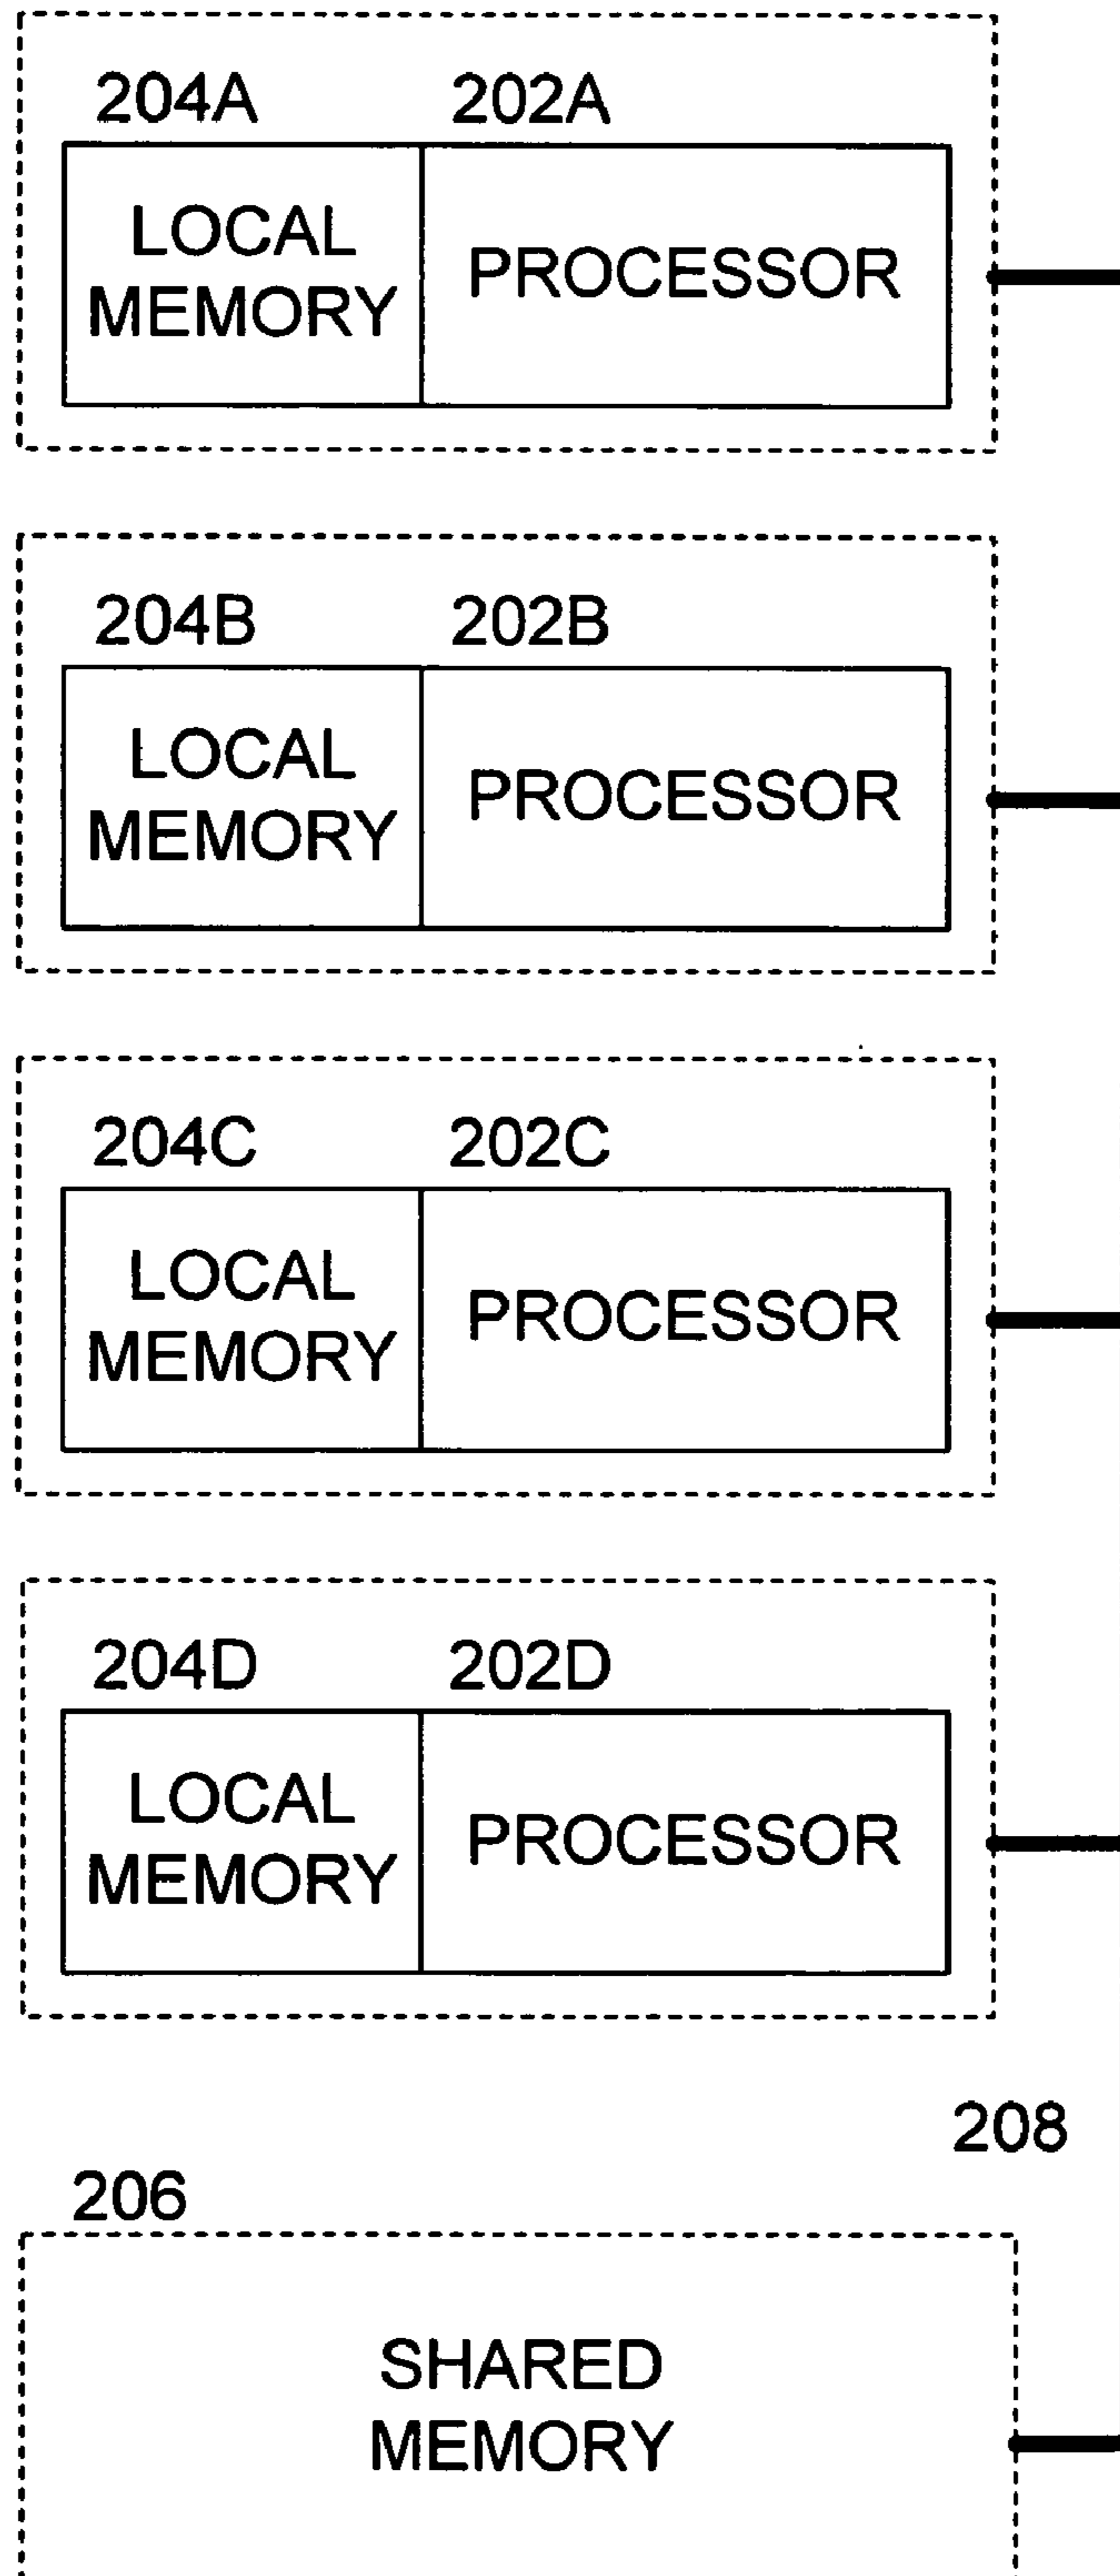 204A 202A
LOCAL
MEMORY
PROCESSOR
204B 202B
LOCAL
MEMORY
PROCESSOR
204C 202C
LOCAL
MEMORY
PROCESSOR
204D 202D
LOCAL
MEMORY
PROCESSOR
208
206
SHARED
MEMORY